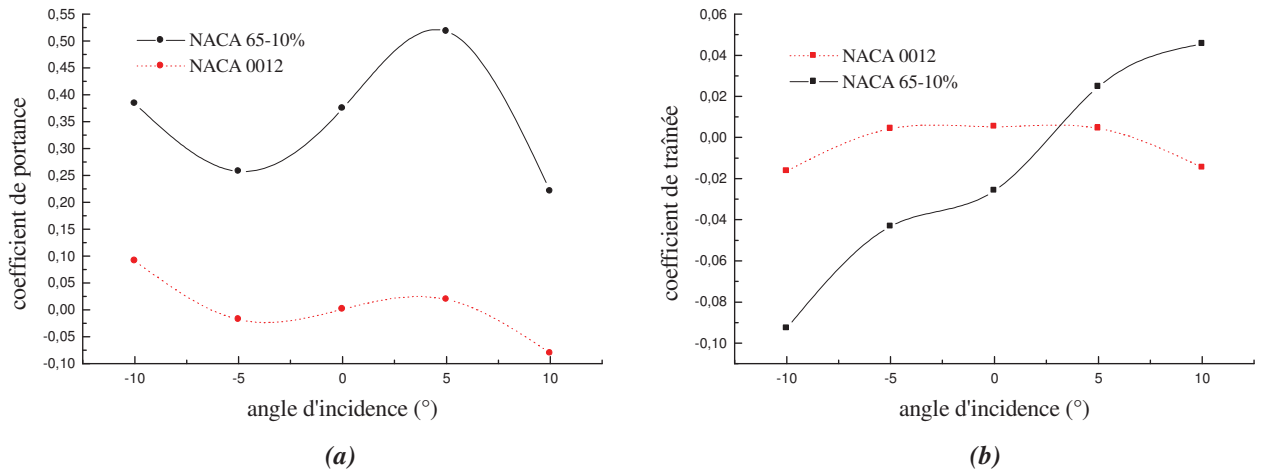 0,55
0,50
0,45
0,40
0,35
0,30
0,25
0,20
0,15
0,10
0,05
0,00
-0,05
-0,10
coefficient de portance
NACA 65-10%
NACA 0012
-10 -5 0 5 10
angle d'incidence (°)
(a)
0,06
0,04
0,02
0,00
-0,02
-0,04
-0,06
-0,08
-0,10
coefficient de traînée
NACA 0012
NACA 65-10%
-10 -5 0 5 10
angle d'incidence (°)
(b)